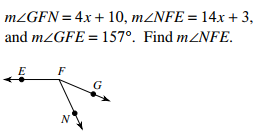 m∠GFN = 4x + 10, m∠NFE = 14x + 3,
and m∠GFE = 157°. Find m∠NFE.
E F
G
N